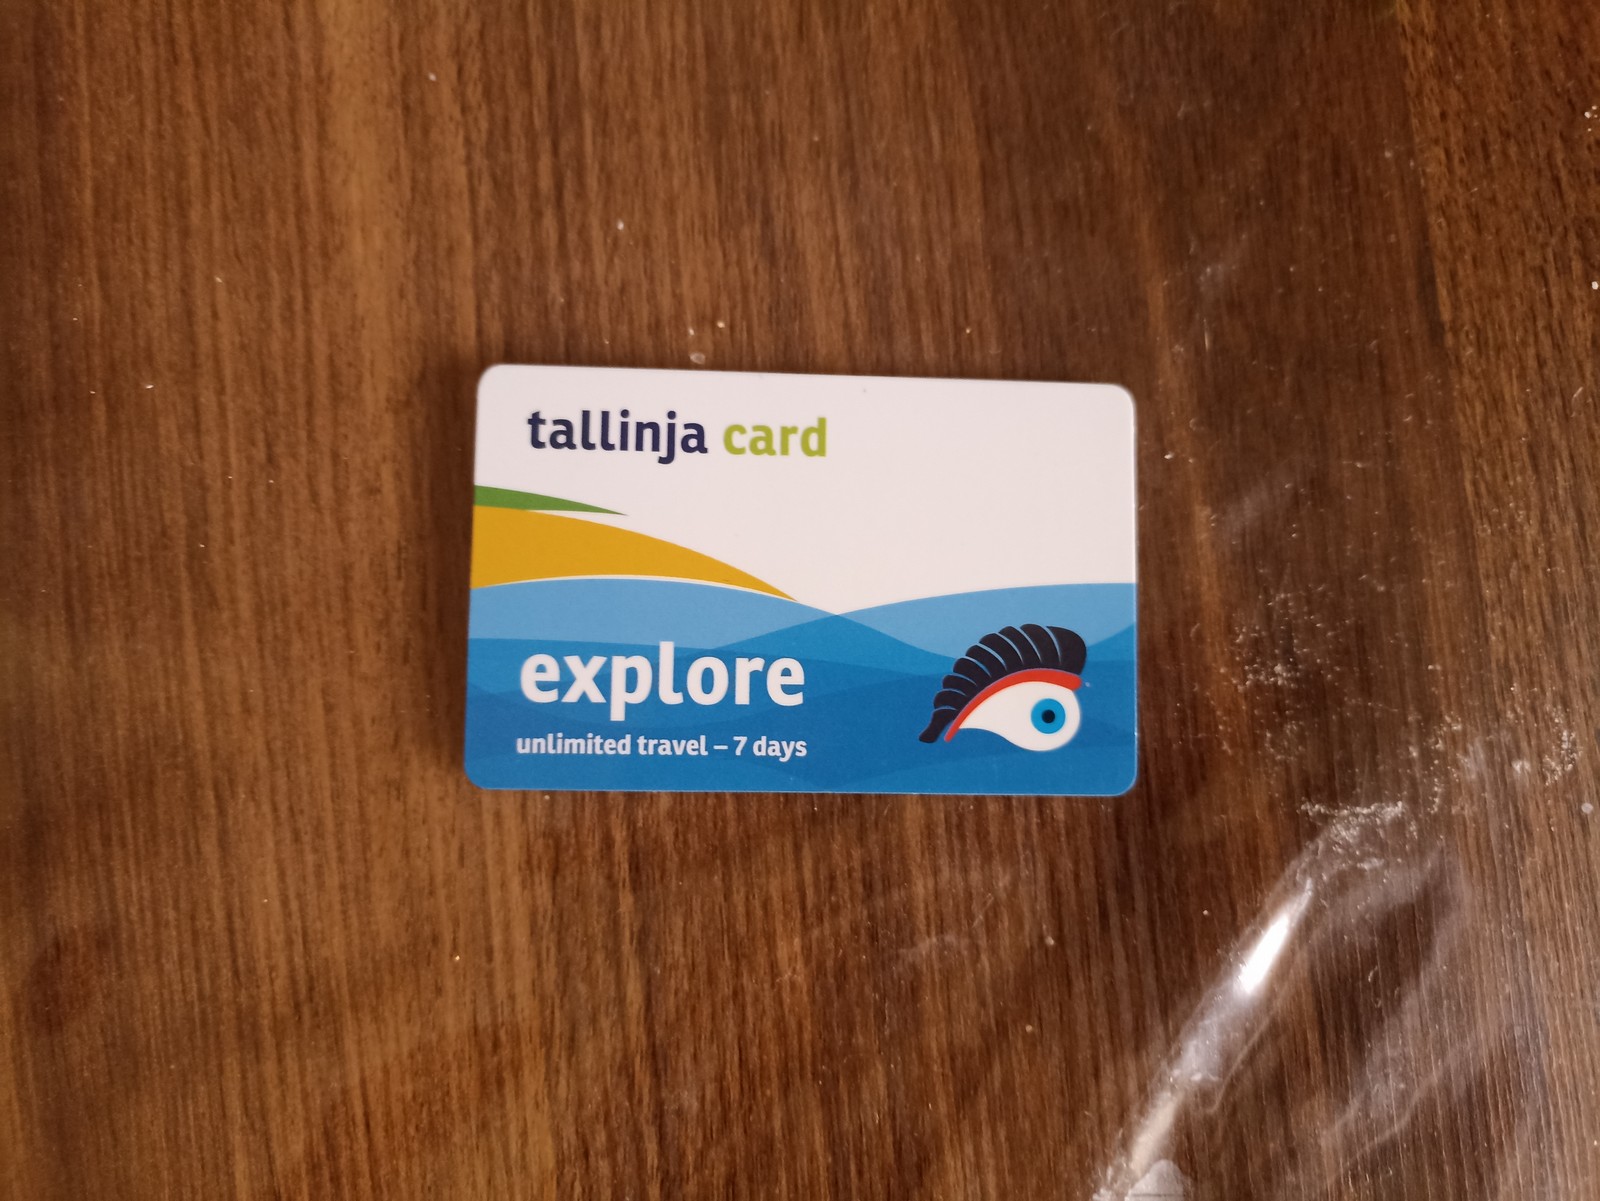 tallinja card
explore
unlimited travel – 7 days